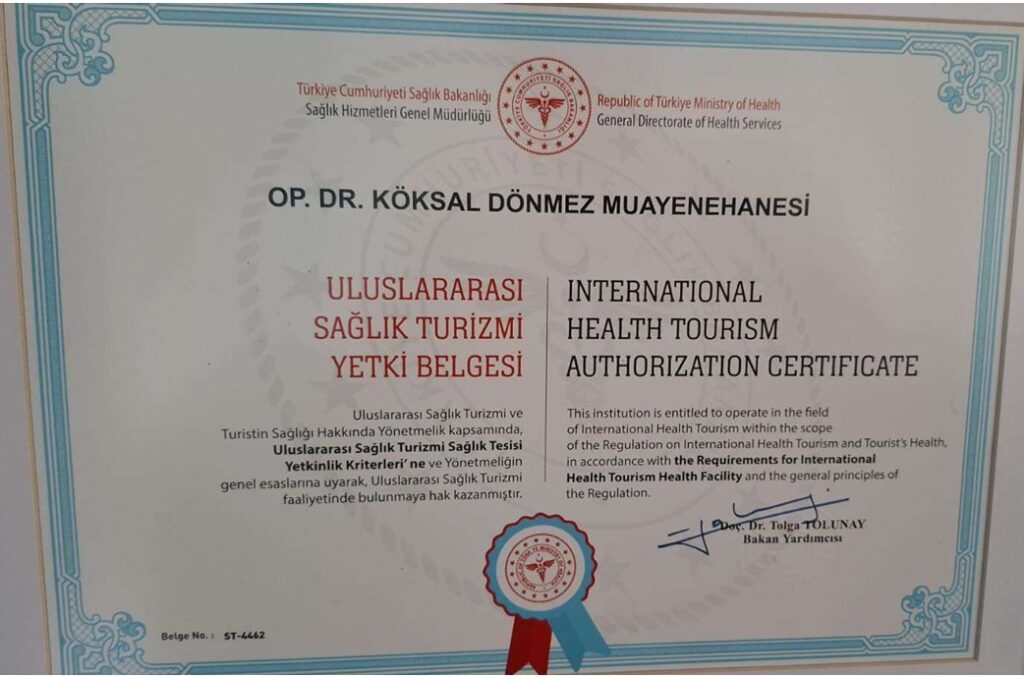 Türkiye Cumhuriyeti Sağlık Bakanlığı
Sağlık Hizmetleri Genel Müdürlüğü
Republic of Türkiye Ministry of Health
General Directorate of Health Services
OP. DR. KÖKSAL DÖNMEZ MUAYENEHANESİ
ULUSLARARASI
SAĞLIK TURİZMİ
YETKİ BELGESİ
INTERNATIONAL
HEALTH TOURISM
AUTHORIZATION CERTIFICATE
Uluslararası Sağlık Turizmi ve
Turistin Sağlığı Hakkında Yönetmelik kapsamında,
Uluslararası Sağlık Turizmi Sağlık Tesisi
Yetkinlik Kriterleri'ne ve Yönetmeliğin
genel esaslarına uyarak, Uluslararası Sağlık Turizmi
faaliyetinde bulunmaya hak kazanmıştır.
This institution is entitled to operate in the field
of International Health Tourism within the scope
of the Regulation on International Health Tourism and Tourist's Health,
in accordance with the Requirements for International
Health Tourism Health Facility and the general principles of
the Regulation.
Doç. Dr. Tolga TOLUNAY
Bakan Yardımcısı
Belge No. : ST-4462